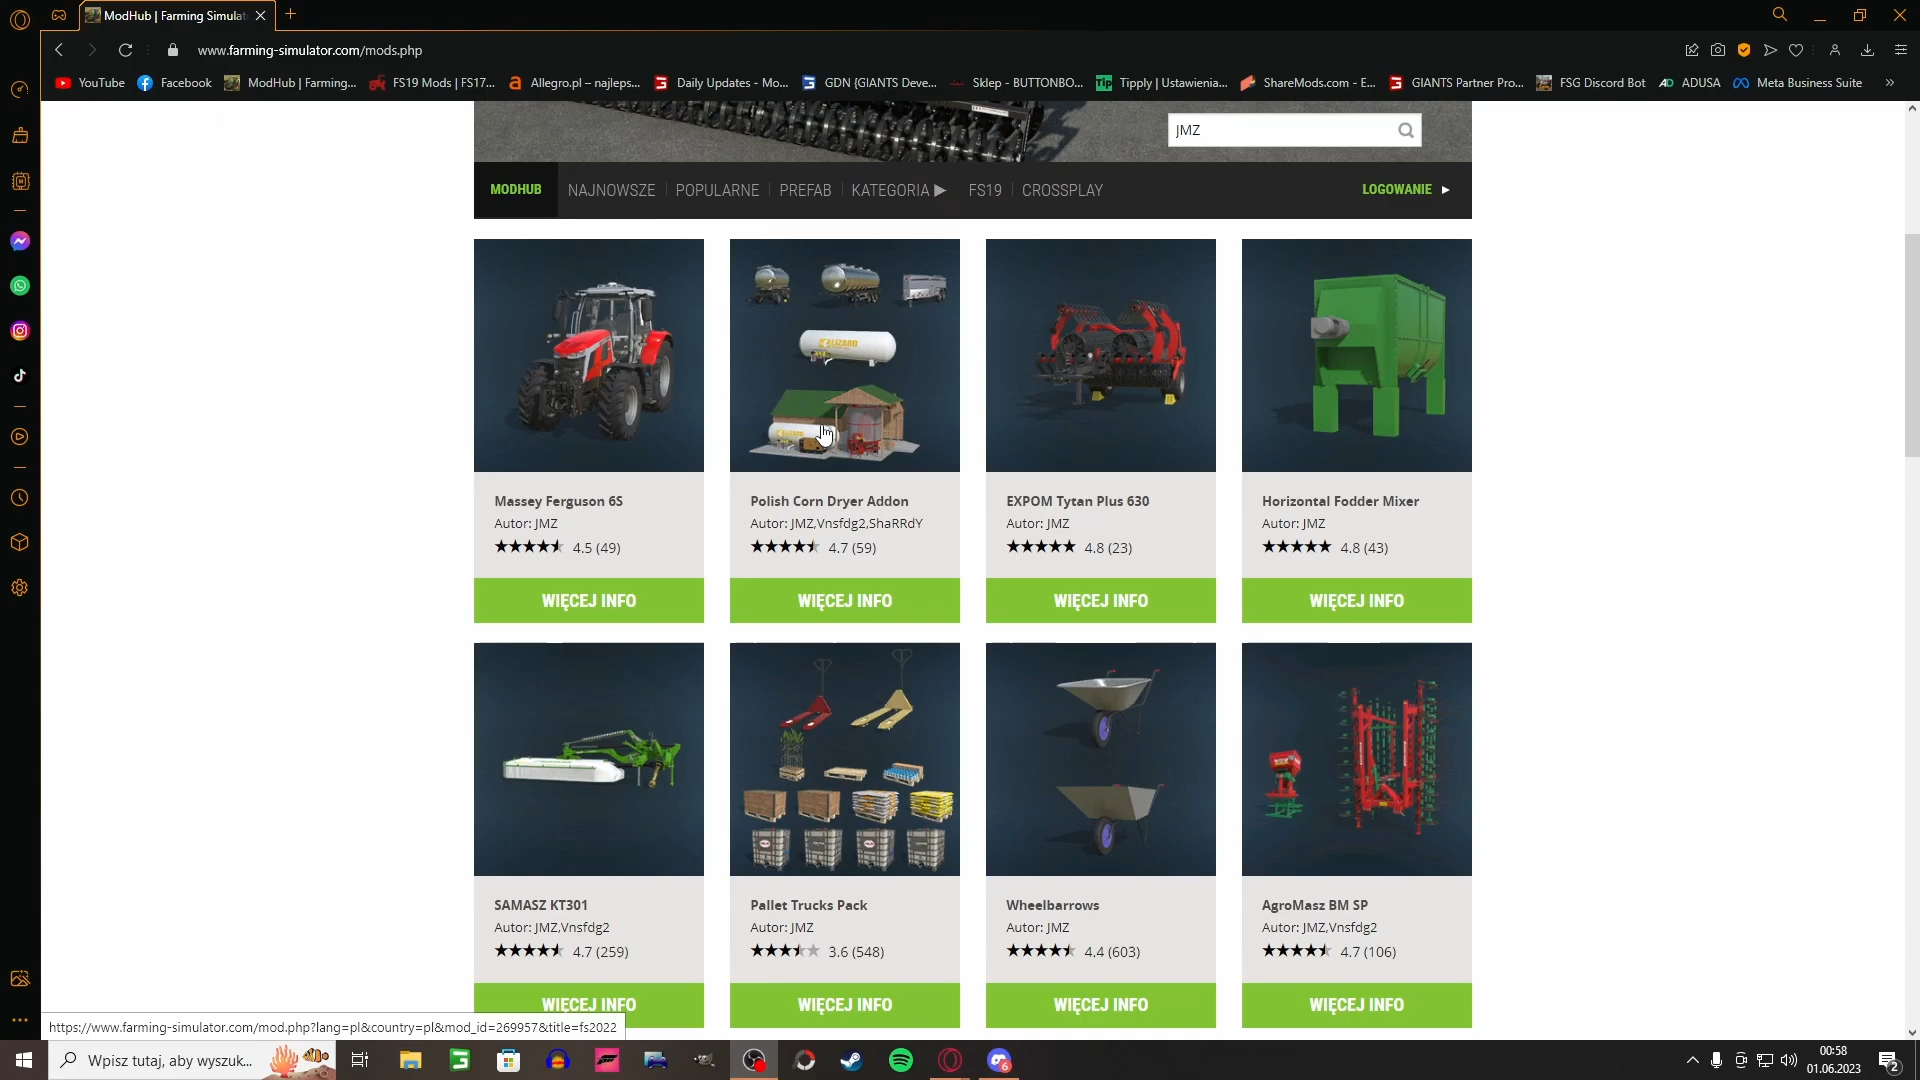 ModHub | Farming Simulat
www.farming-simulator.com/mods.php
YouTube
Facebook
ModHub | Farming...
FS19 Mods | FS17...
Allegro.pl – najleps...
Daily Updates - Mo...
GDN {GIANTS Deve...
Sklep - BUTTONBO...
Tipply | Ustawienia...
ShareMods.com - E...
GIANTS Partner Pro...
FSG Discord Bot
ADUSA
Meta Business Suite
JMZ
MODHUB
NAJNOWSZE
POPULARNE
PREFAB
KATEGORIA
FS19
CROSSPLAY
LOGOWANIE
LIZARD
Massey Ferguson 6S
Autor: JMZ
4.5 (49)
WIĘCEJ INFO
Polish Corn Dryer Addon
Autor: JMZ,Vnsfdg2,ShaRRdY
4.7 (59)
WIĘCEJ INFO
EXPOM Tytan Plus 630
Autor: JMZ
4.8 (23)
WIĘCEJ INFO
Horizontal Fodder Mixer
Autor: JMZ
4.8 (43)
WIĘCEJ INFO
SAMASZ KT301
Autor: JMZ,Vnsfdg2
4.7 (259)
WIĘCEJ INFO
Pallet Trucks Pack
Autor: JMZ
3.6 (548)
WIĘCEJ INFO
Wheelbarrows
Autor: JMZ
4.4 (603)
WIĘCEJ INFO
AgroMasz BM SP
Autor: JMZ,Vnsfdg2
4.7 (106)
WIĘCEJ INFO
https://www.farming-simulator.com/mod.php?lang=pl&country=pl&mod_id=269957&title=fs2022
Wpisz tutaj, aby wyszuk...
6
00:58
01.06.2023
2